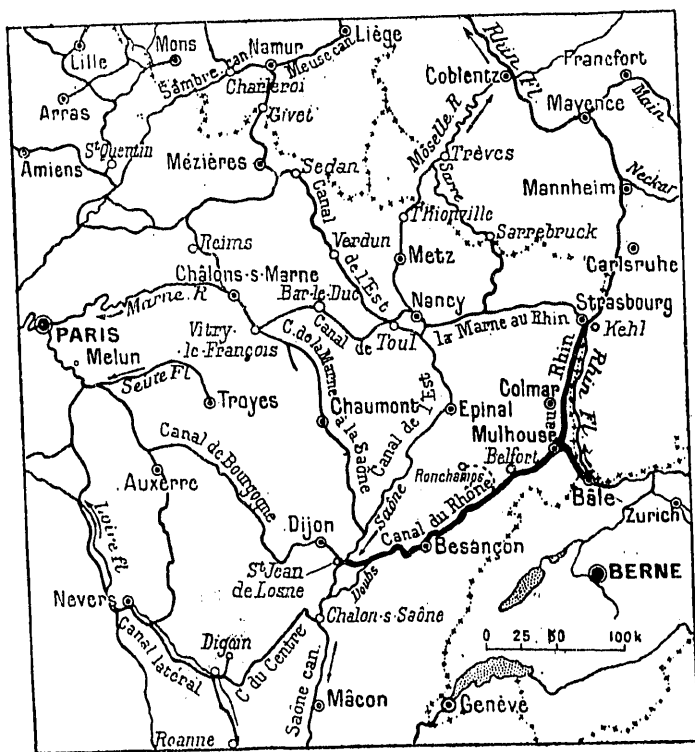 Lille
Mons
Namur
Liège
Rhin Fl
Sambre can.
Meuse can.
Charleroi
Coblentz
Francfort
Arras
Givet
Mayence
Main
Amiens
St Quentin
Mézières
Sedan
Môselle R
Trèves
Sarre
Mannheim
Neckar
Canal
de l'Est
Thionville
Sarrebruck
Reims
Verdun
Metz
Carlsruhe
Châlons-s-Marne
Bar-le-Duc
Nancy
Strasbourg
Marne. R
PARIS
Vitry-
le-François
Canal
de
Toul
la Marne au Rhin
Kehl
Melun
C. de la Marne
à la Saône
Rhin
Rhin Fl.
Troyes
Chaumont
Canal de l'Est
Epinal
Colmar
Mulhouse
Canal de Bourgogne
Auxerre
Ronchamps
Belfort
Saône
Canal du Rhône
Bâle
Zurich
Loire fl
Dijon
St Jean
de Losne
Besançon
BERNE
Doubs
Nevers
Chalon-s-Saône
0 25 50 100k
Canal latéral
Digoin
C. du Centre
Saône can.
Mâcon
Genève
Roanne